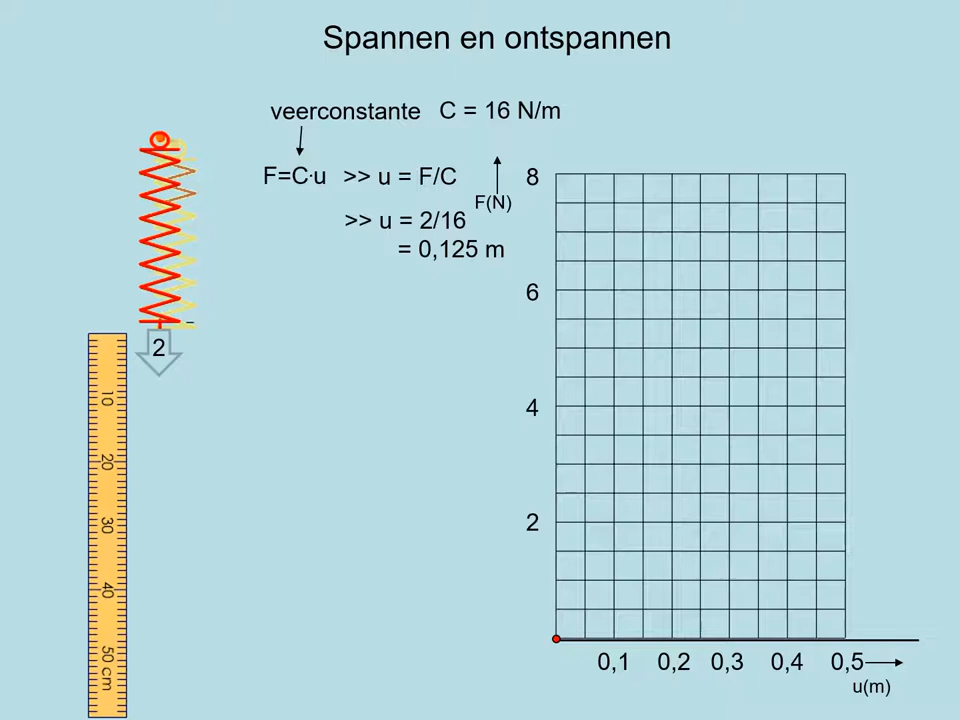 Spannen en ontspannen
veerconstante C = 16 N/m
F=C·u >> u = F/C
>> u = 2/16
= 0,125 m
2
10
20
30
40
50 cm
F(N)
8
6
4
2
0,1 0,2 0,3 0,4 0,5
u(m)